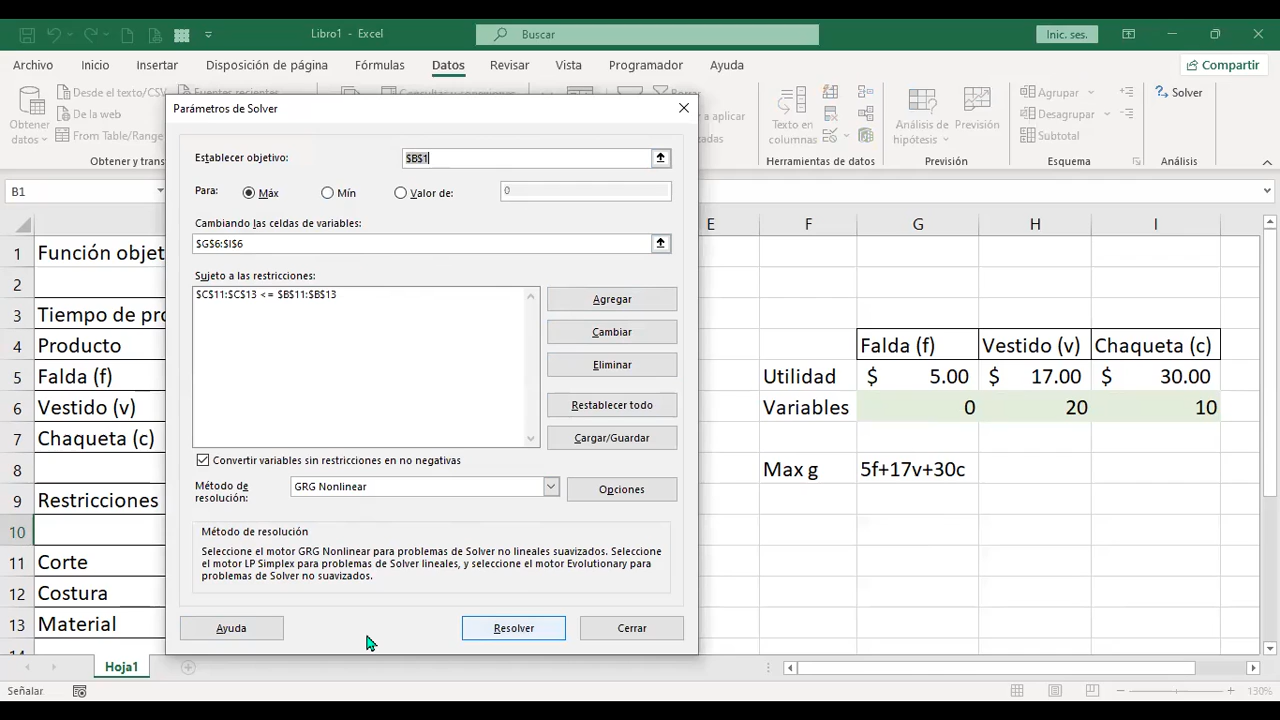 Libro1 - Excel
Buscar
Inic. ses.
Archivo Inicio Insertar Disposición de página Fórmulas Datos Revisar Vista Programador Ayuda Compartir
Obtener datos
Desde el texto/CSV
De la web
From Table/Range
Fuentes recientes
Obtener y trans
Texto en columnas
Herramientas de datos
Análisis de hipótesis
Previsión
Previsión
Agrupar
Desagrupar
Subtotal
Esquema
Solver
Análisis
B1
Parámetros de Solver
Establecer objetivo: $B$1
Para: Máx Mín Valor de: 0
Cambiando las celdas de variables:
$G$6:$I$6
Sujeto a las restricciones:
$C$11:$C$13 <= $B$11:$B$13
Agregar
Cambiar
Eliminar
Restablecer todo
Cargar/Guardar
Convertir variables sin restricciones en no negativas
Método de resolución: GRG Nonlinear
Opciones
Método de resolución
Seleccione el motor GRG Nonlinear para problemas de Solver no lineales suavizados. Seleccione
el motor LP Simplex para problemas de Solver lineales, y seleccione el motor Evolutionary para
problemas de Solver no suavizados.
Ayuda Resolver Cerrar
E F G H I
1 Función objet
2
3 Tiempo de pro
4 Producto Falda (f) Vestido (v) Chaqueta (c)
5 Falda (f) Utilidad $ 5.00 $ 17.00 $ 30.00
6 Vestido (v) Variables 0 20 10
7 Chaqueta (c)
8 Max g 5f+17v+30c
9 Restricciones
10
11 Corte
12 Costura
13 Material
14
Hoja1
Señalar
130%